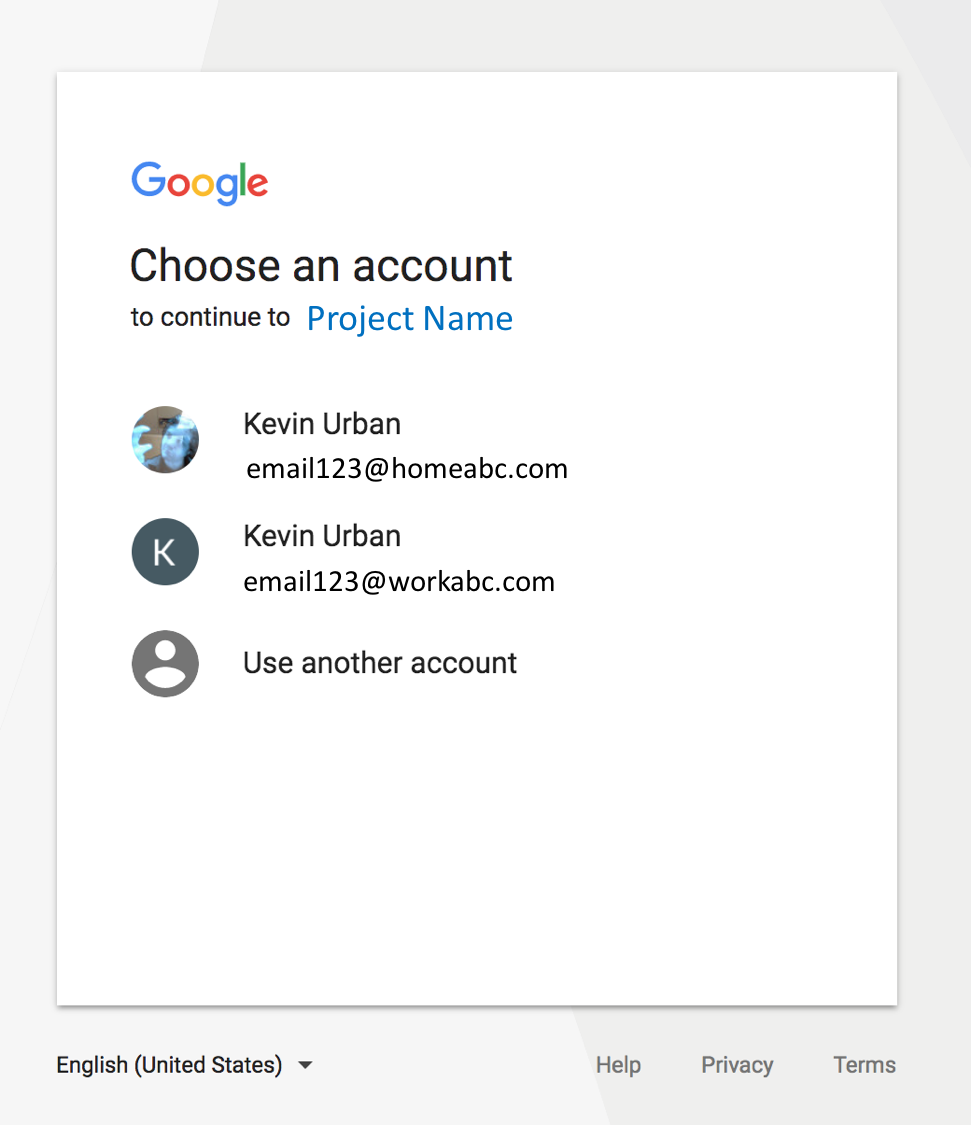 Google
Choose an account
to continue to Project Name
Kevin Urban
email123@homeabc.com
K
Kevin Urban
email123@workabc.com
Use another account
English (United States)
Help Privacy Terms